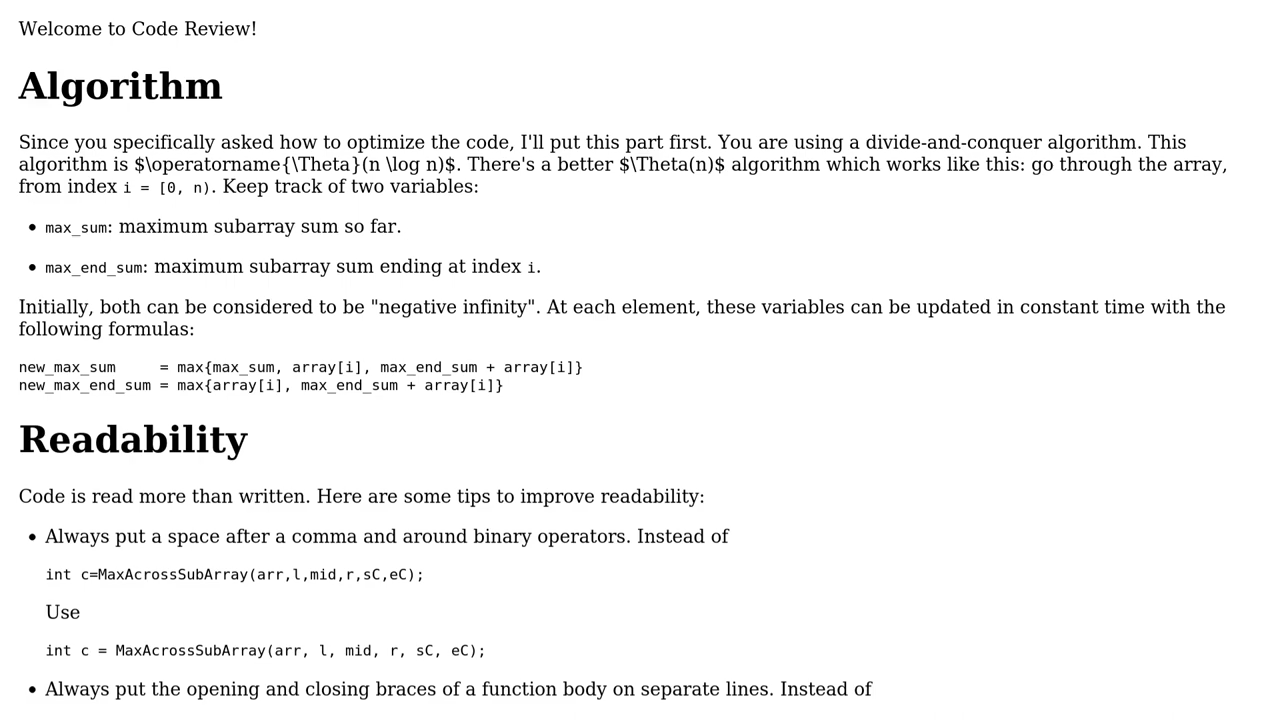 Welcome to Code Review!
Algorithm
Since you specifically asked how to optimize the code, I'll put this part first. You are using a divide-and-conquer algorithm. This
algorithm is $\operatorname{\Theta}(n \log n)$. There's a better $\Theta(n)$ algorithm which works like this: go through the array,
from index i = [0, n). Keep track of two variables:
• max_sum: maximum subarray sum so far.
• max_end_sum: maximum subarray sum ending at index i.
Initially, both can be considered to be "negative infinity". At each element, these variables can be updated in constant time with the
following formulas:
new_max_sum     = max{max_sum, array[i], max_end_sum + array[i]}
new_max_end_sum = max{array[i], max_end_sum + array[i]}
Readability
Code is read more than written. Here are some tips to improve readability:
• Always put a space after a comma and around binary operators. Instead of
int c=MaxAcrossSubArray(arr,l,mid,r,sC,eC);
Use
int c = MaxAcrossSubArray(arr, l, mid, r, sC, eC);
• Always put the opening and closing braces of a function body on separate lines. Instead of